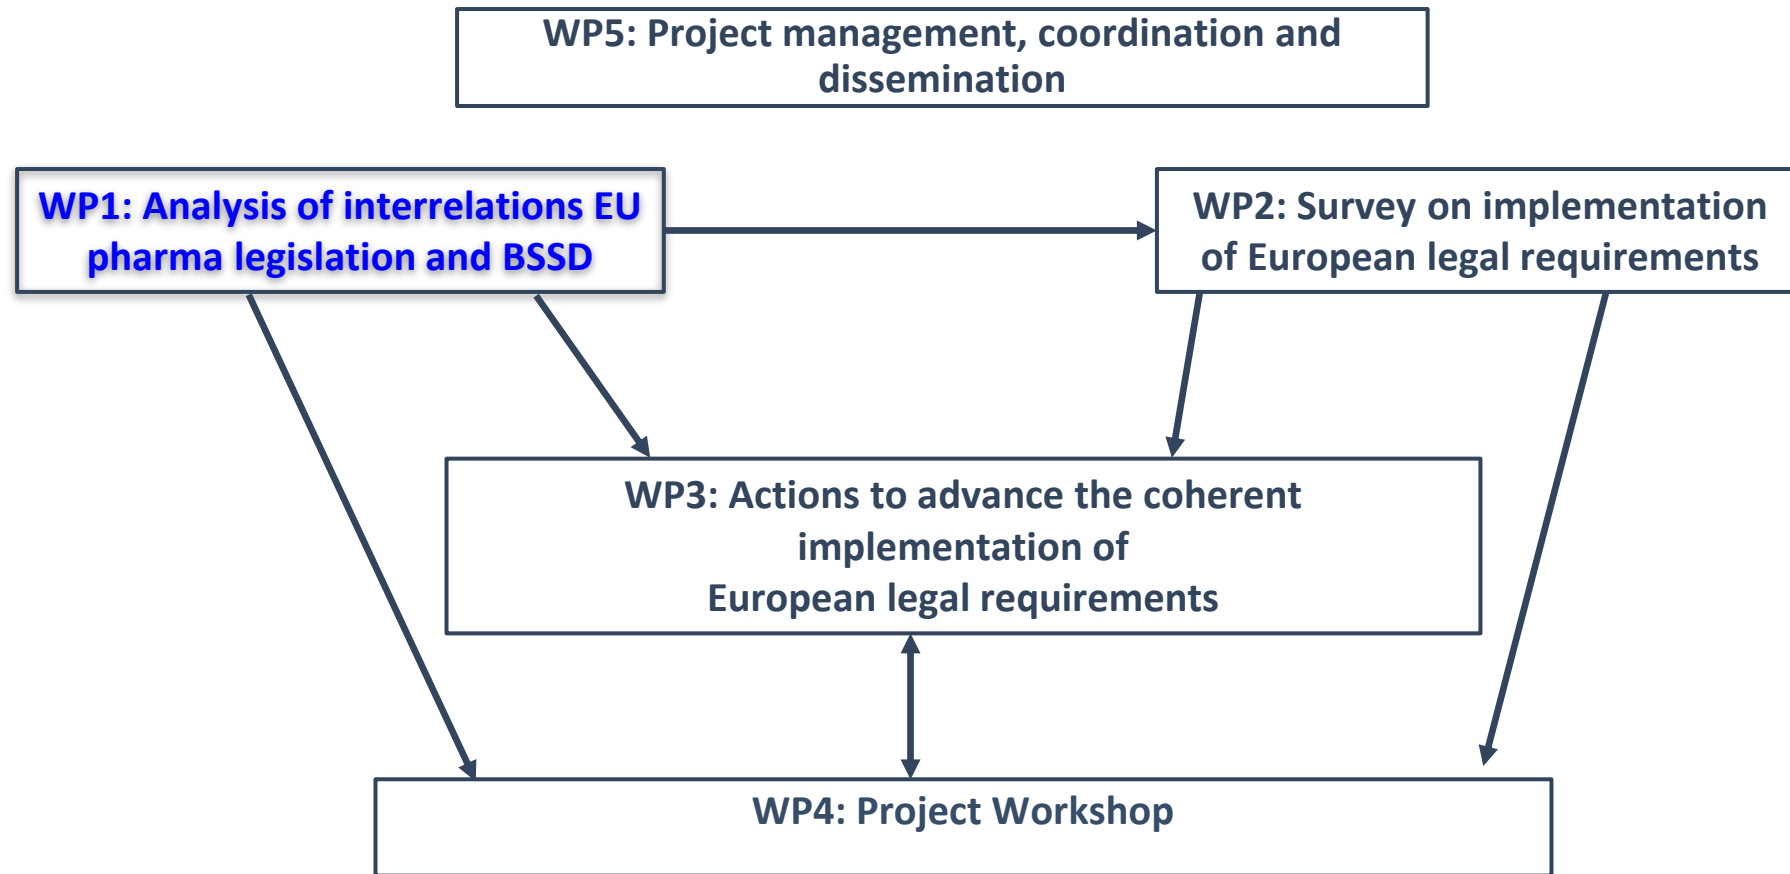 WP5: Project management, coordination and
dissemination
WP1: Analysis of interrelations EU
pharma legislation and BSSD
WP2: Survey on implementation
of European legal requirements
WP3: Actions to advance the coherent
implementation of
European legal requirements
WP4: Project Workshop